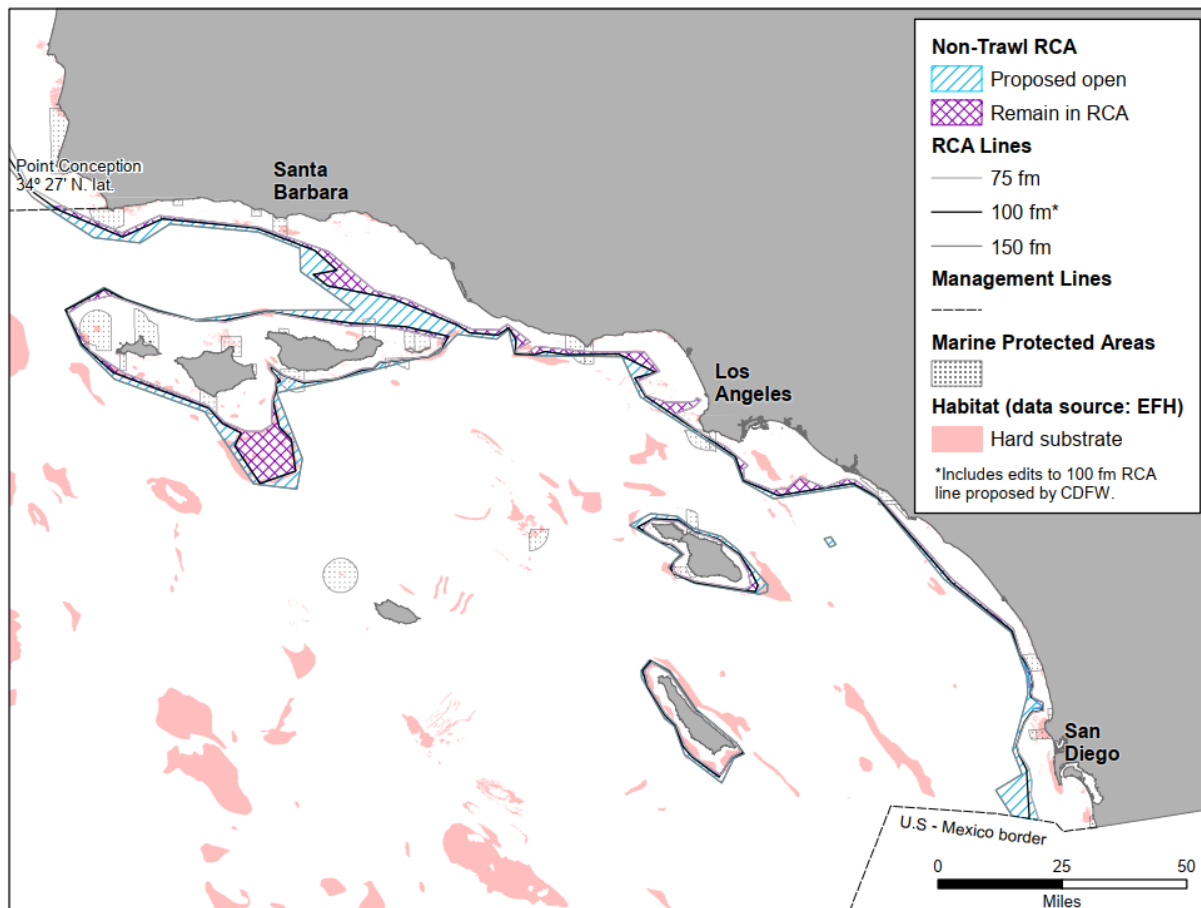 Point Conception
34º 27' N. lat.
Santa
Barbara
Los
Angeles
San
Diego
U.S - Mexico border
Non-Trawl RCA
Proposed open
Remain in RCA
RCA Lines
75 fm
100 fm*
150 fm
Management Lines
Marine Protected Areas
Habitat (data source: EFH)
Hard substrate
*Includes edits to 100 fm RCA
line proposed by CDFW.
0 25 50
Miles